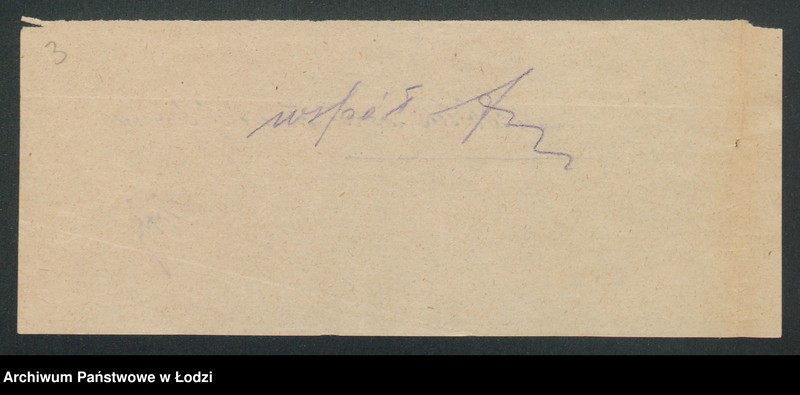 3
współ
Archiwum Państwowe w Łodzi